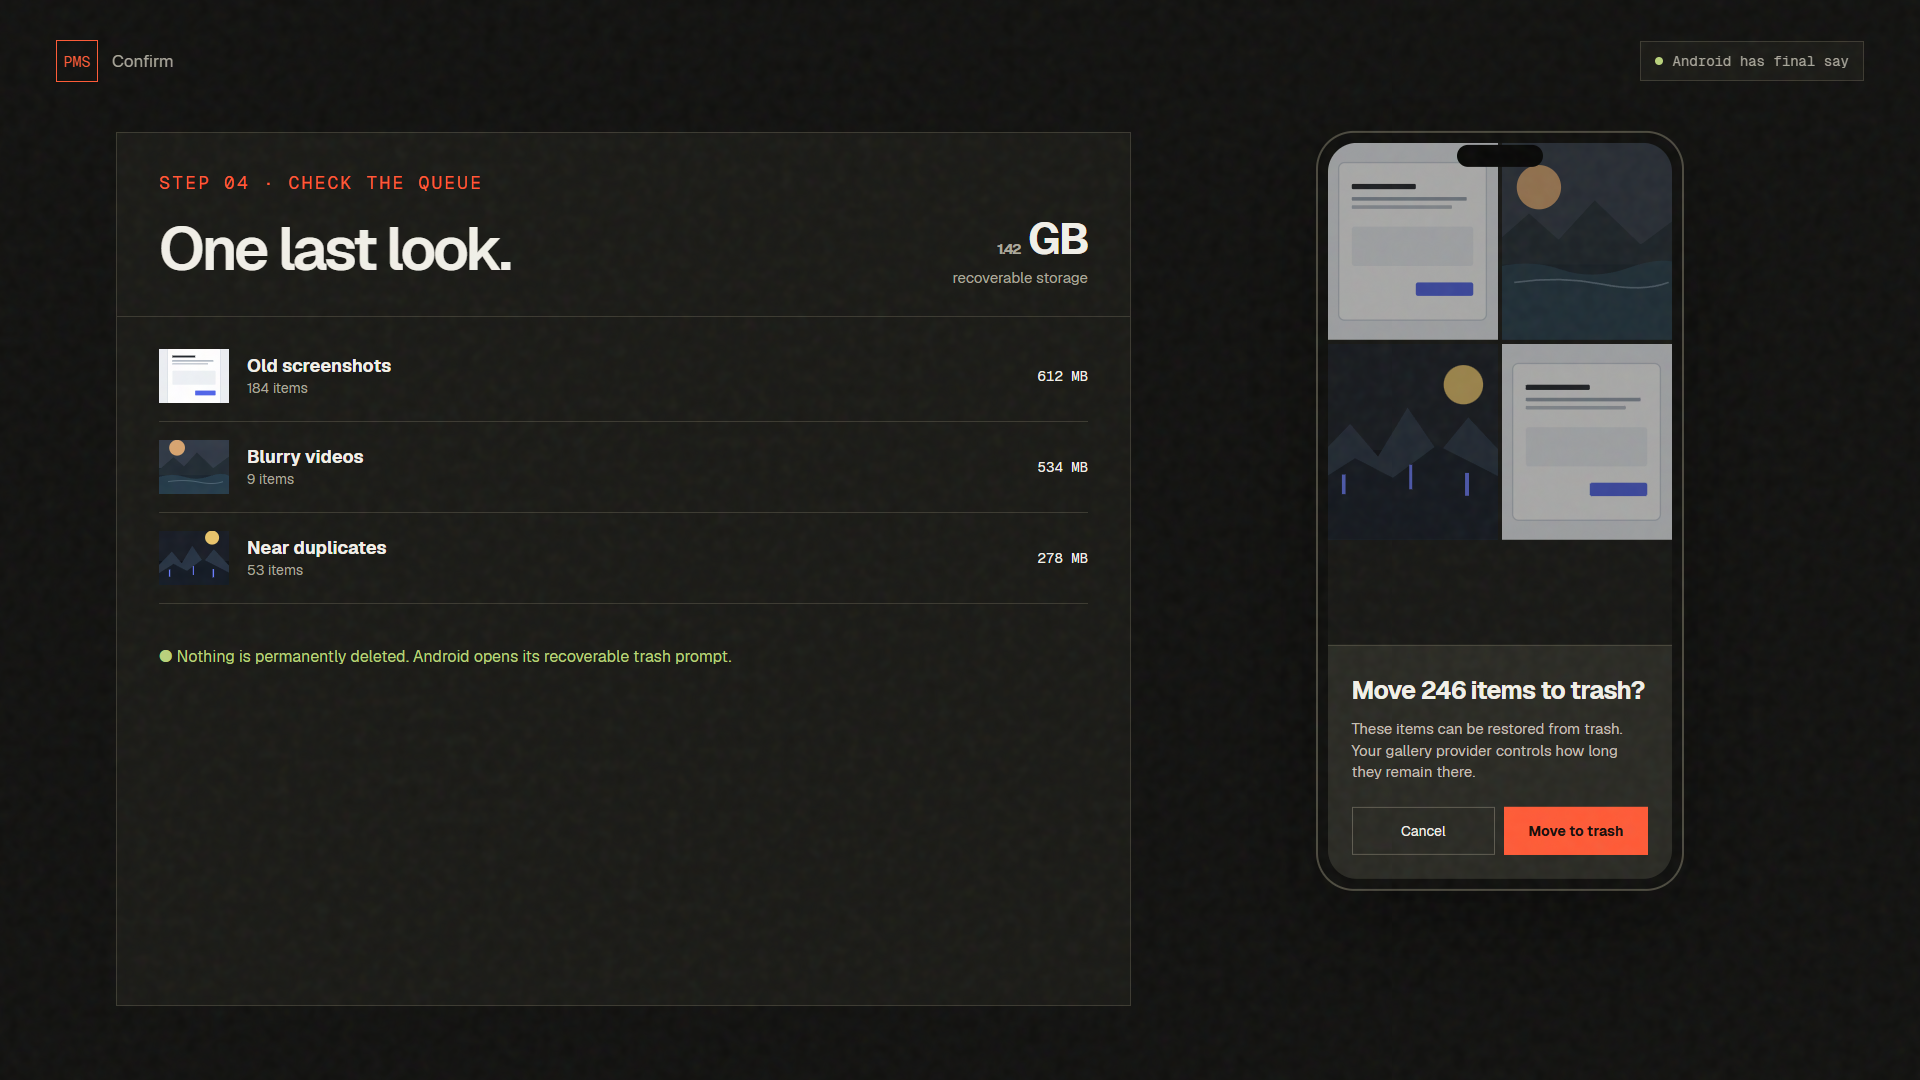 PMS Confirm
Android has final say
STEP 04 · CHECK THE QUEUE
One last look.
1.42 GB
recoverable storage
Old screenshots
184 items
612 MB
Blurry videos
9 items
534 MB
Near duplicates
53 items
278 MB
Nothing is permanently deleted. Android opens its recoverable trash prompt.
Move 246 items to trash?
These items can be restored from trash.
Your gallery provider controls how long
they remain there.
Cancel
Move to trash